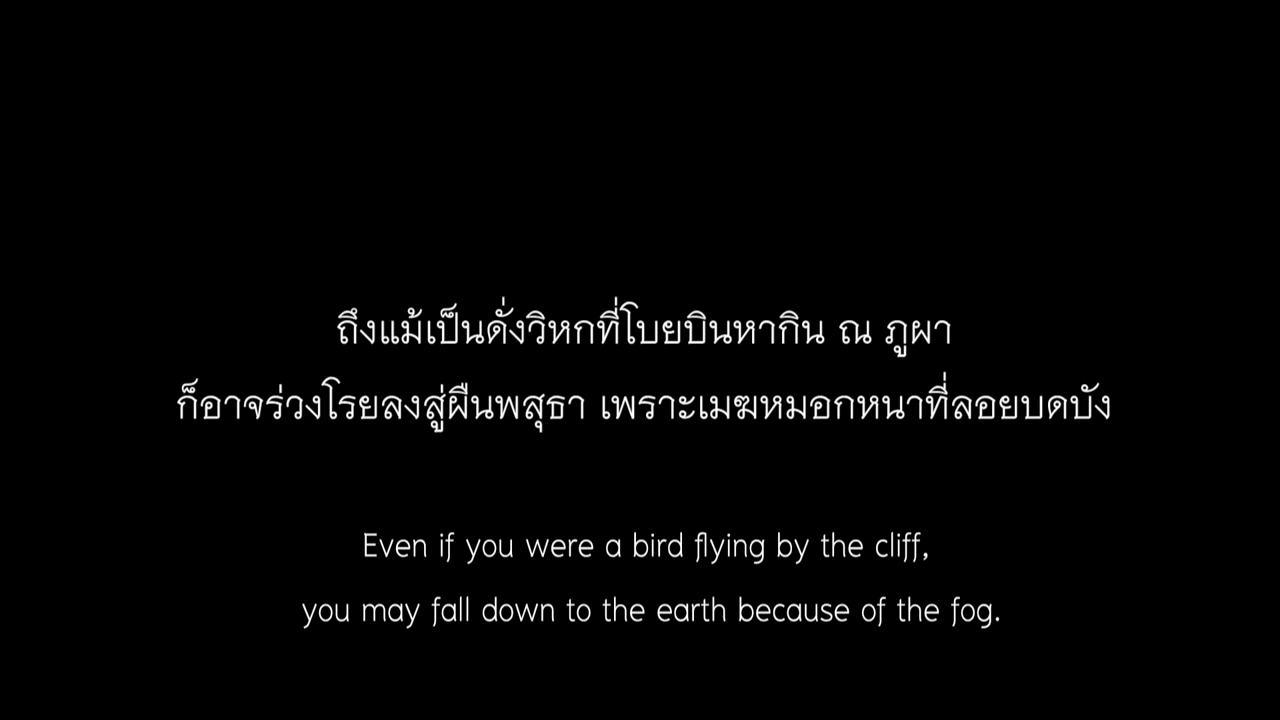 ถึงแม้เป็นดั่งวิหกที่โบยบินหากิน ณ ภูผา
ก็อาจร่วงโรยลงสู่ผืนพสุธา เพราะเมฆหมอกหนาที่ลอยบดบัง
Even if you were a bird flying by the cliff,
you may fall down to the earth because of the fog.